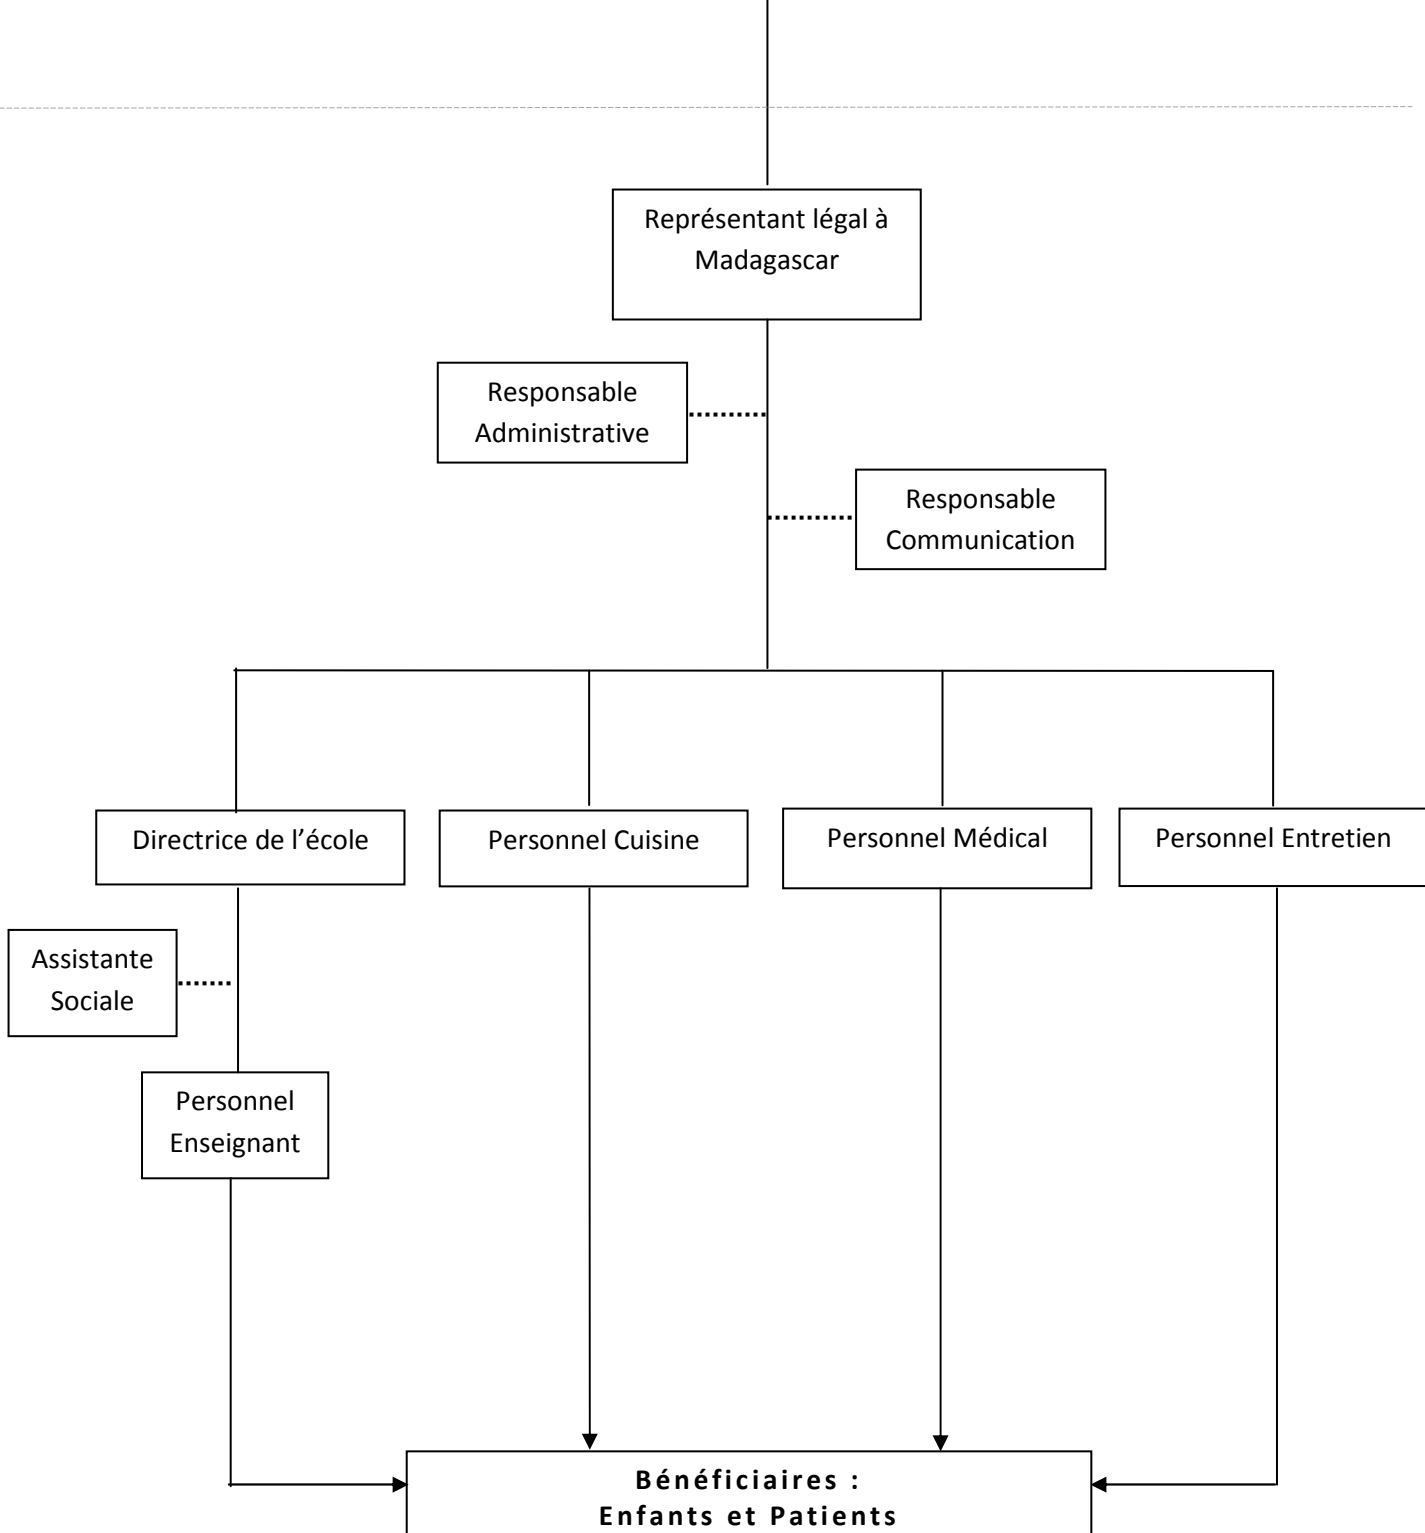 Représentant légal à
Madagascar
Responsable
Administrative
Responsable
Communication
Directrice de l’école
Personnel Cuisine
Personnel Médical
Personnel Entretien
Assistante
Sociale
Personnel
Enseignant
Bénéficiaires :
Enfants et Patients